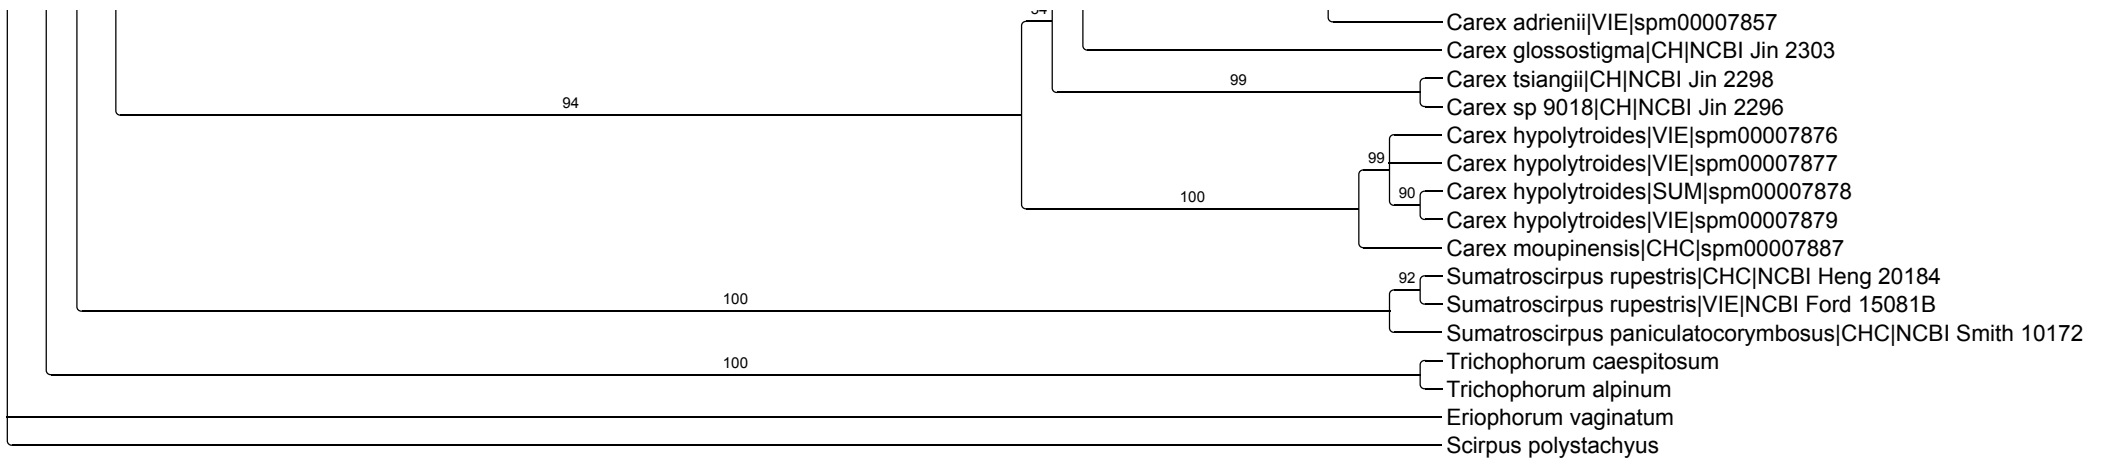 Carex adrienii|VIE|spm00007857
Carex glossostigma|CH|NCBI Jin 2303
99
Carex tsiangii|CH|NCBI Jin 2298
94
Carex sp 9018|CH|NCBI Jin 2296
Carex hypolytroides|VIE|spm00007876
99
Carex hypolytroides|VIE|spm00007877
100
90
Carex hypolytroides|SUM|spm00007878
Carex hypolytroides|VIE|spm00007879
Carex moupinensis|CHC|spm00007887
92
Sumatroscirpus rupestris|CHC|NCBI Heng 20184
100
Sumatroscirpus rupestris|VIE|NCBI Ford 15081B
Sumatroscirpus paniculatocorymbosus|CHC|NCBI Smith 10172
100
Trichophorum caespitosum
Trichophorum alpinum
Eriophorum vaginatum
Scirpus polystachyus